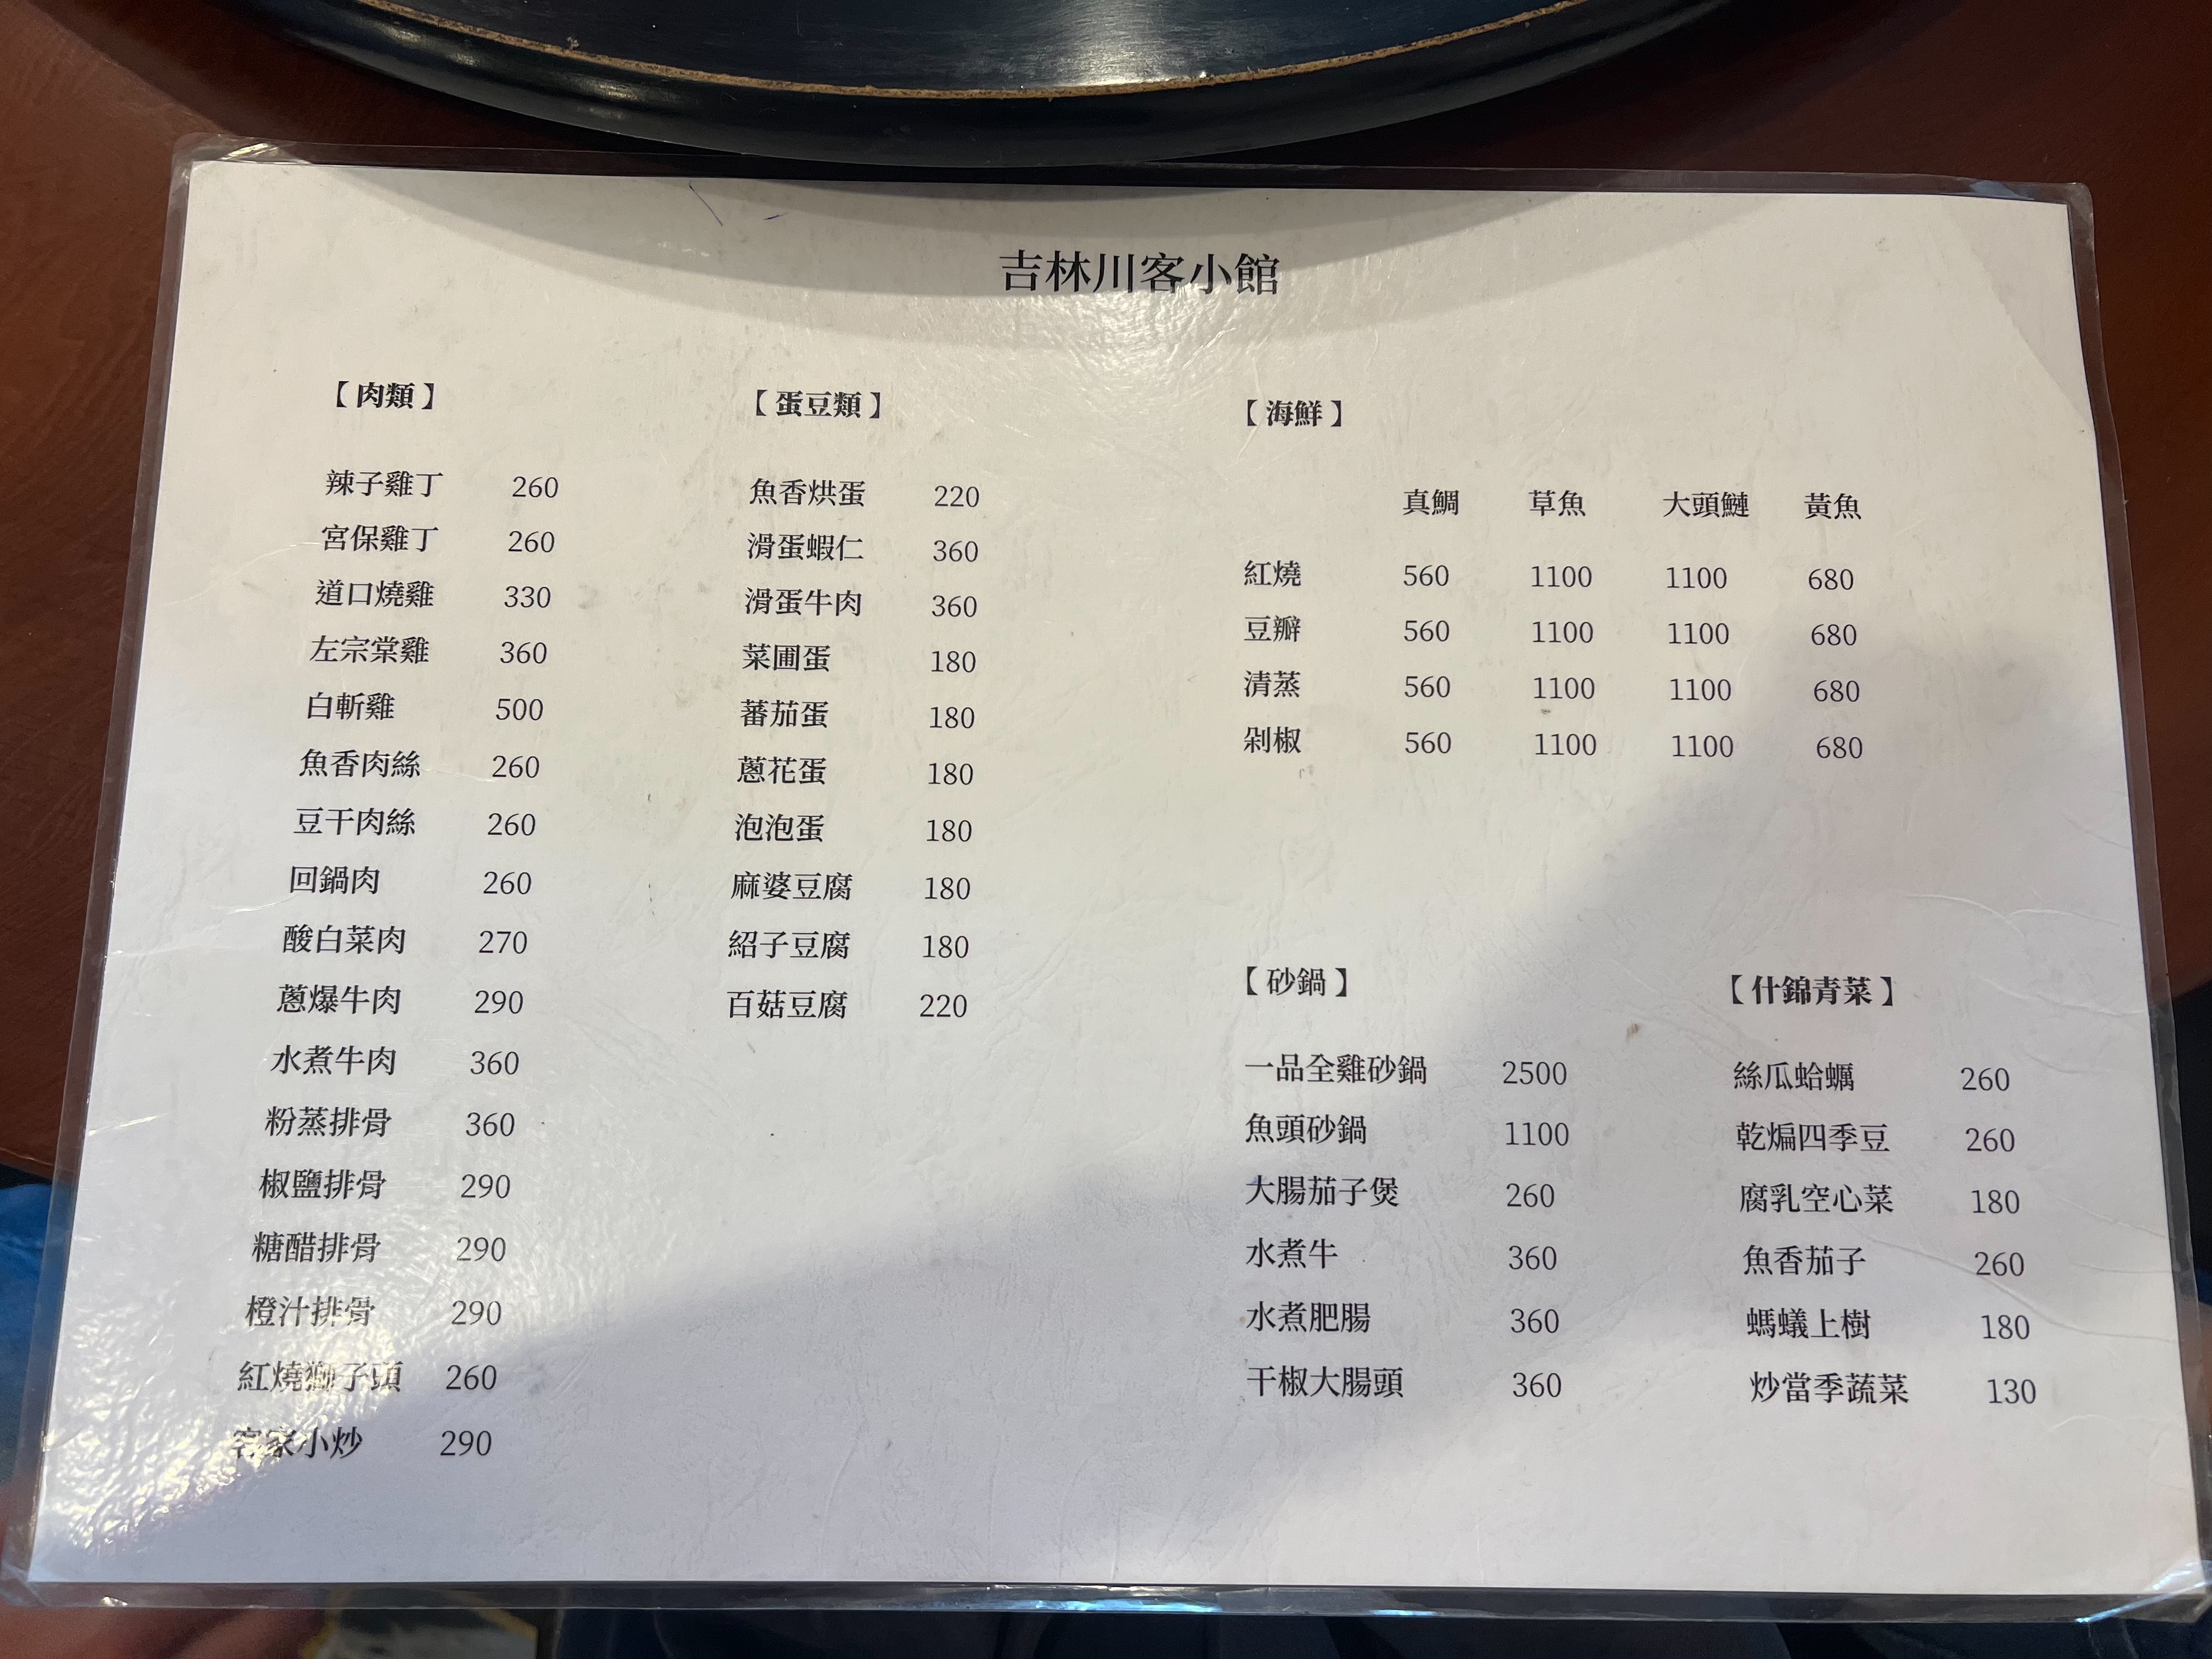 吉林川客小館
【 肉類 】
辣子雞丁 260
宮保雞丁 260
道口燒雞 330
左宗棠雞 360
白斬雞 500
魚香肉絲 260
豆干肉絲 260
回鍋肉 260
酸白菜肉 270
蔥爆牛肉 290
水煮牛肉 360
粉蒸排骨 360
椒鹽排骨 290
糖醋排骨 290
橙汁排骨 290
紅燒獅子頭 260
客家小炒 290
【 蛋豆類 】
魚香烘蛋 220
滑蛋蝦仁 360
滑蛋牛肉 360
菜圃蛋 180
蕃茄蛋 180
蔥花蛋 180
泡泡蛋 180
麻婆豆腐 180
紹子豆腐 180
百菇豆腐 220
【 海鮮 】
真鯛 草魚 大頭鰱 黃魚
紅燒 560 1100 1100 680
豆瓣 560 1100 1100 680
清蒸 560 1100 1100 680
剁椒 560 1100 1100 680
【 砂鍋 】
一品全雞砂鍋 2500
魚頭砂鍋 1100
大腸茄子煲 260
水煮牛 360
水煮肥腸 360
干椒大腸頭 360
【 什錦青菜 】
絲瓜蛤蠣 260
乾煸四季豆 260
腐乳空心菜 180
魚香茄子 260
螞蟻上樹 180
炒當季蔬菜 130